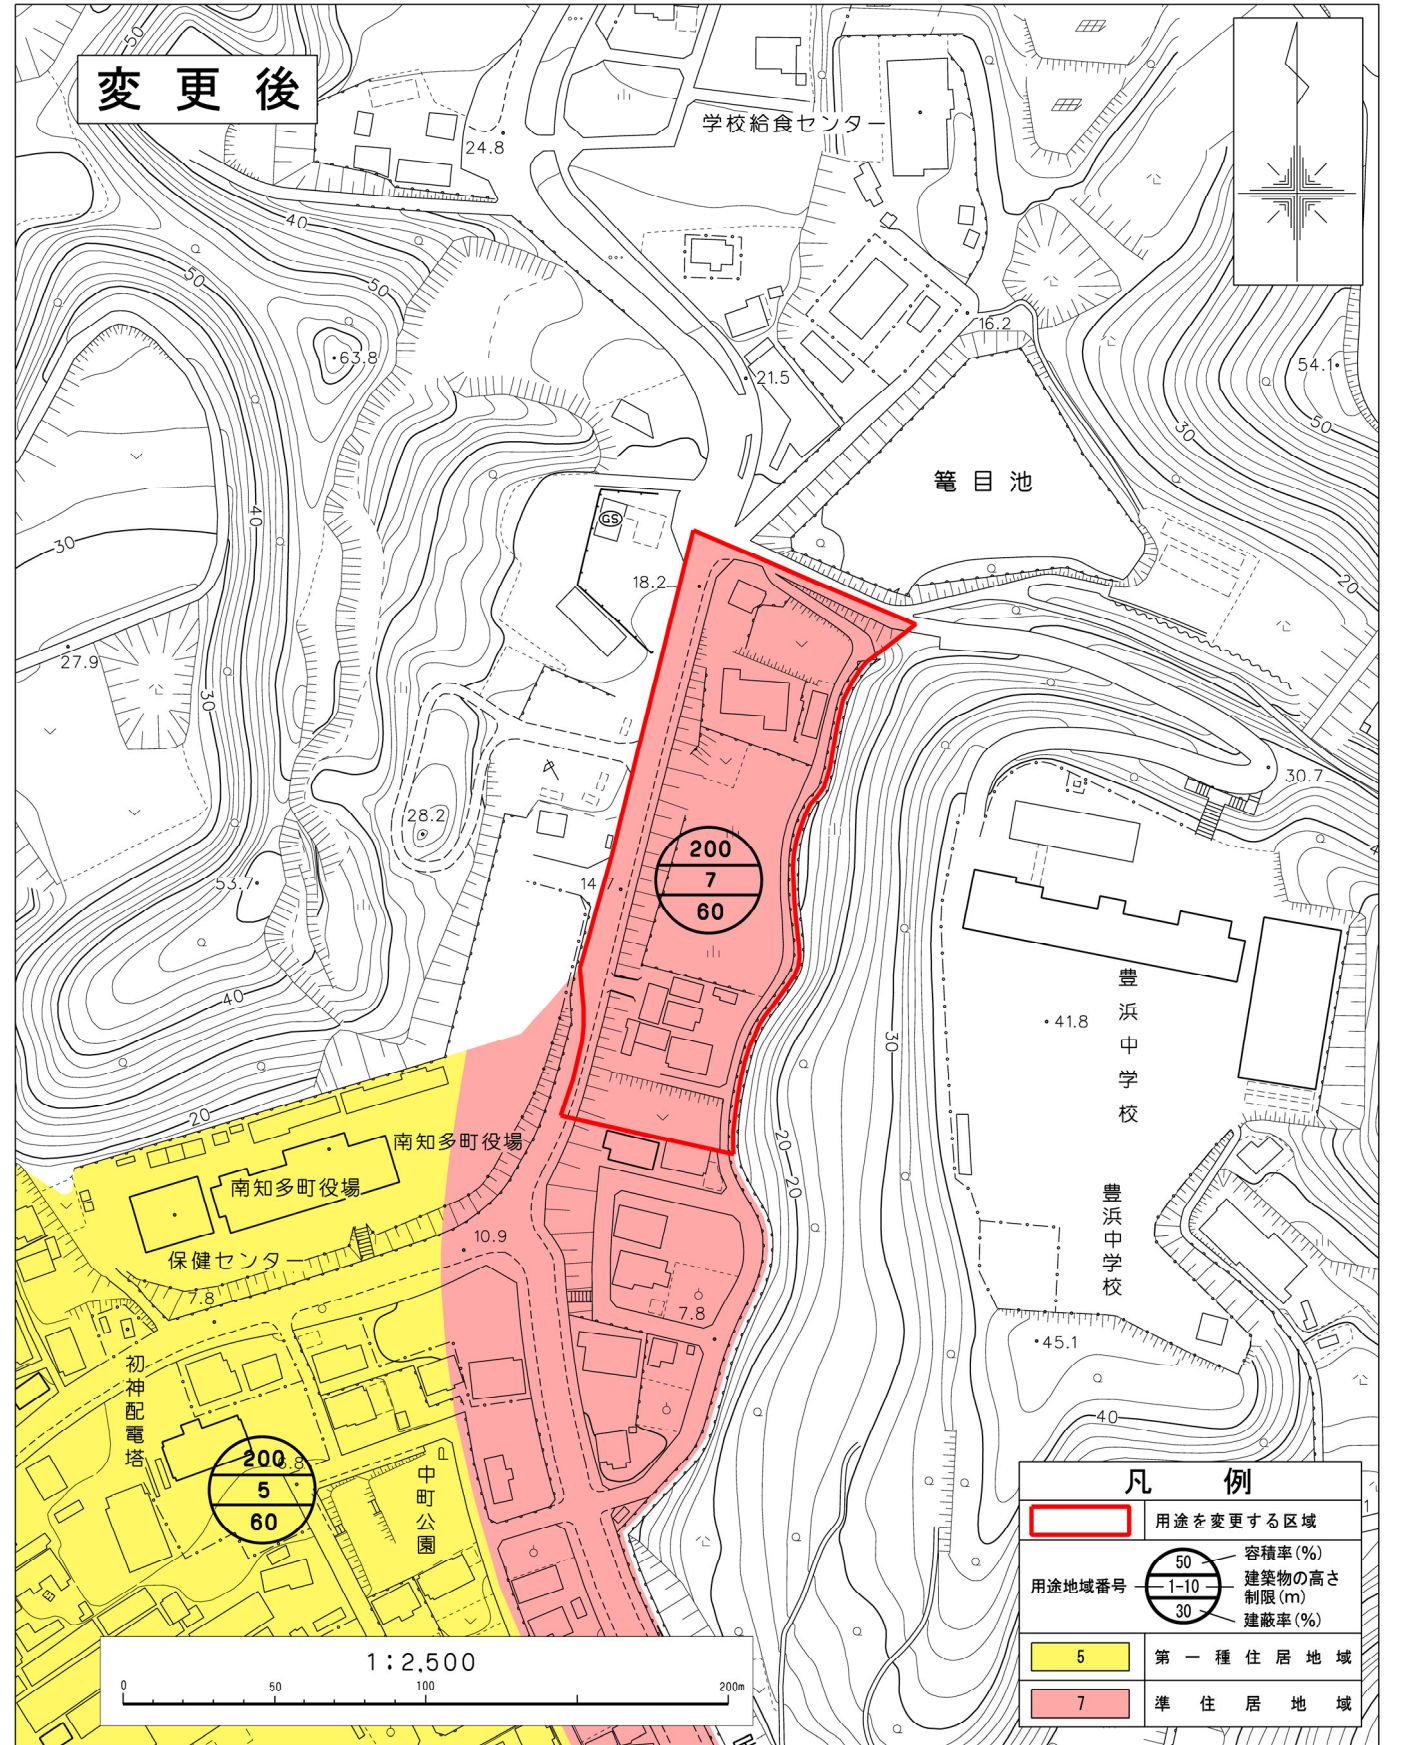 変更後
学校給食センター
24.8
40
50
50
50
63.8
16.2
21.5
54.1
50
30
籠目池
GS
40
30
18.2
20
27.9
30
30.7
28.2
200
7
60
14.7
53.7
40
豊浜中学校
41.8
30
20
南知多町役場
南知多町役場
20
20
豊浜中学校
10.9
保健センター
7.8
7.8
45.1
初神配電塔
40
200
5
60
6.8
中町公園
凡例
用途を変更する区域
用途地域番号
50
1-10
30
容積率(%)
建築物の高さ
制限(m)
建蔽率(%)
5
第一種住居地域
7
準住居地域
1:2,500
0 50 100 200m